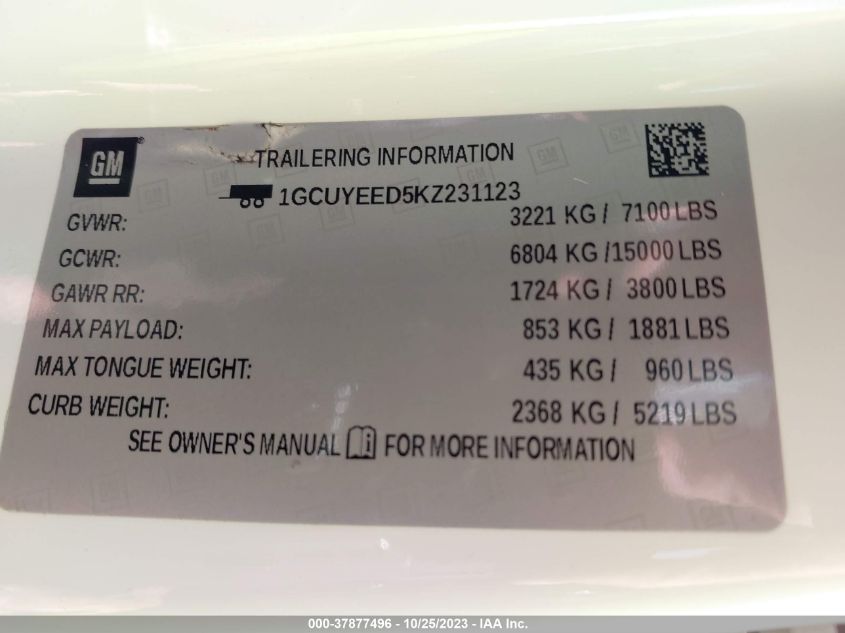 GM
TRAILERING INFORMATION
1GCUYEED5KZ231123
GVWR: 3221 KG / 7100 LBS
GCWR: 6804 KG /15000 LBS
GAWR RR: 1724 KG / 3800 LBS
MAX PAYLOAD: 853 KG / 1881 LBS
MAX TONGUE WEIGHT: 435 KG / 960 LBS
CURB WEIGHT: 2368 KG / 5219 LBS
SEE OWNER'S MANUAL FOR MORE INFORMATION
000-37877496 - 10/25/2023 - IAA Inc.